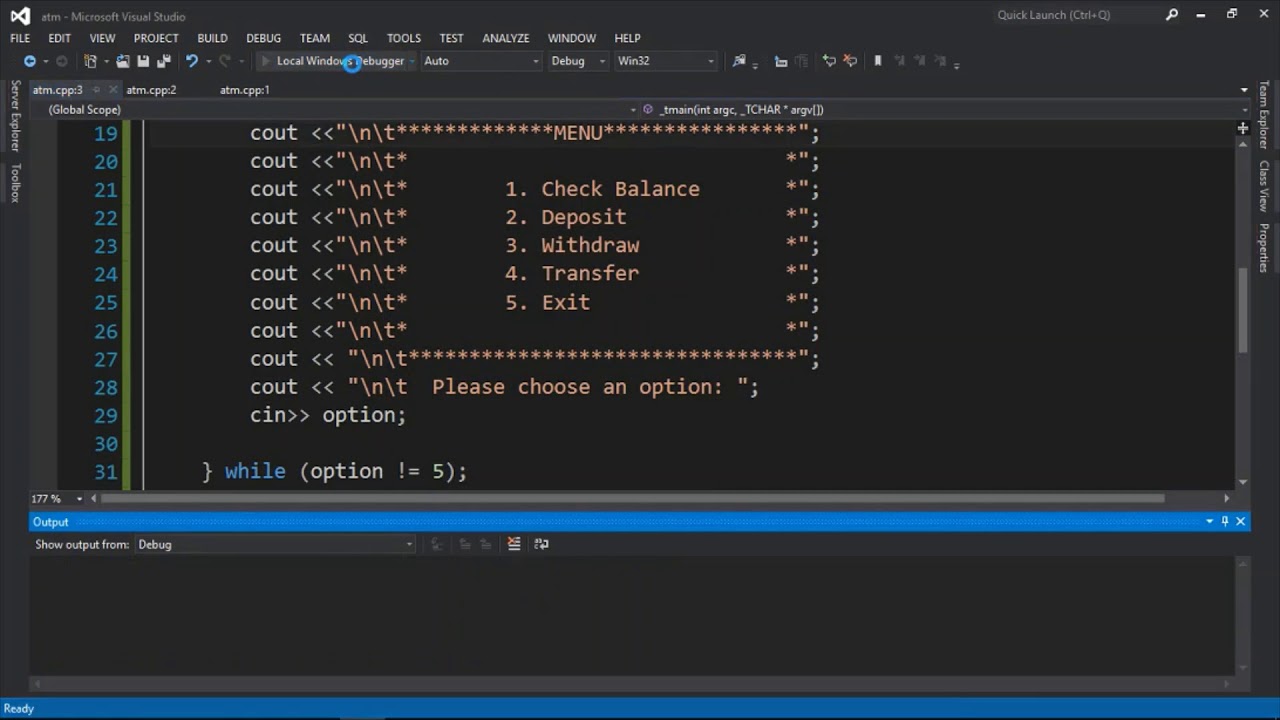 atm - Microsoft Visual Studio
Quick Launch (Ctrl+Q)
FILE EDIT VIEW PROJECT BUILD DEBUG TEAM SQL TOOLS TEST ANALYZE WINDOW HELP
Local Windows Debugger Auto Debug Win32
atm.cpp:3 atm.cpp:2 atm.cpp:1
(Global Scope) _tmain(int argc, _TCHAR * argv[])
19 cout <<"\n\t*************MENU****************";
20 cout <<"\n\t*                               *";
21 cout <<"\n\t*        1. Check Balance       *";
22 cout <<"\n\t*        2. Deposit             *";
23 cout <<"\n\t*        3. Withdraw            *";
24 cout <<"\n\t*        4. Transfer            *";
25 cout <<"\n\t*        5. Exit                *";
26 cout <<"\n\t*                               *";
27 cout << "\n\t********************************";
28 cout << "\n\t  Please choose an option: ";
29 cin>> option;
30
31 } while (option != 5);
177 %
Output
Show output from: Debug
Ready
Server Explorer
Toolbox
Team Explorer
Class View
Properties